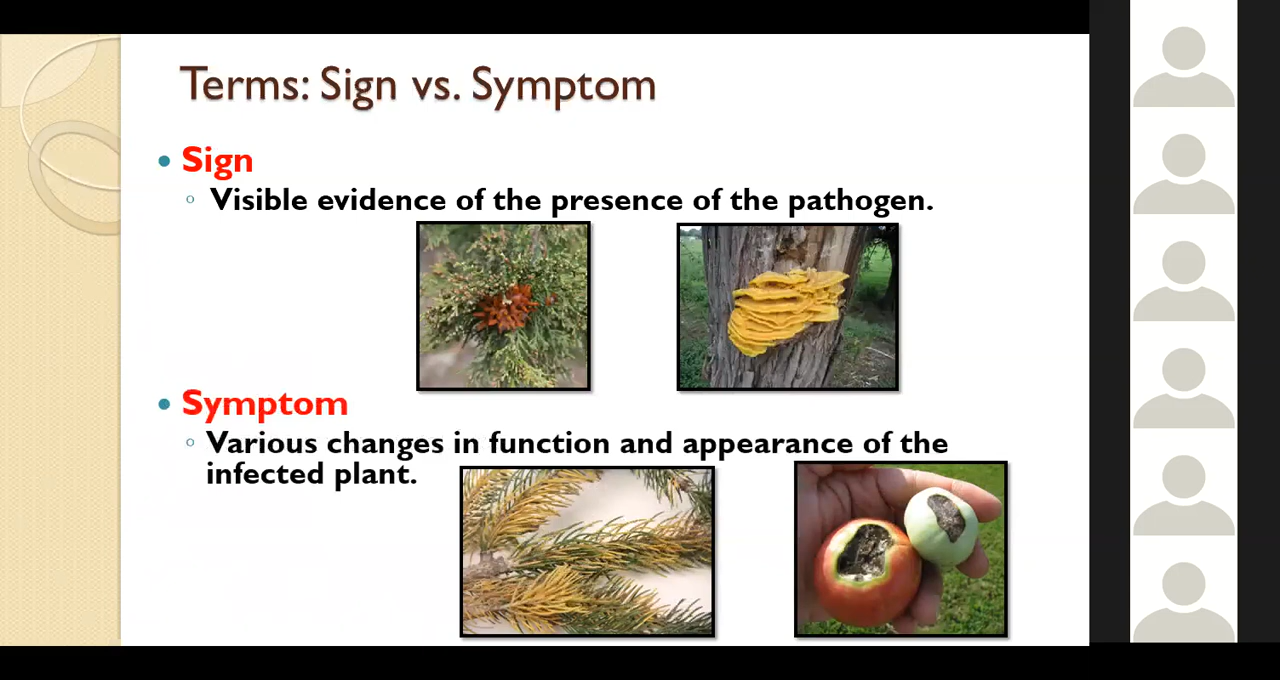 Terms: Sign vs. Symptom
Sign
Visible evidence of the presence of the pathogen.
Symptom
Various changes in function and appearance of the
infected plant.